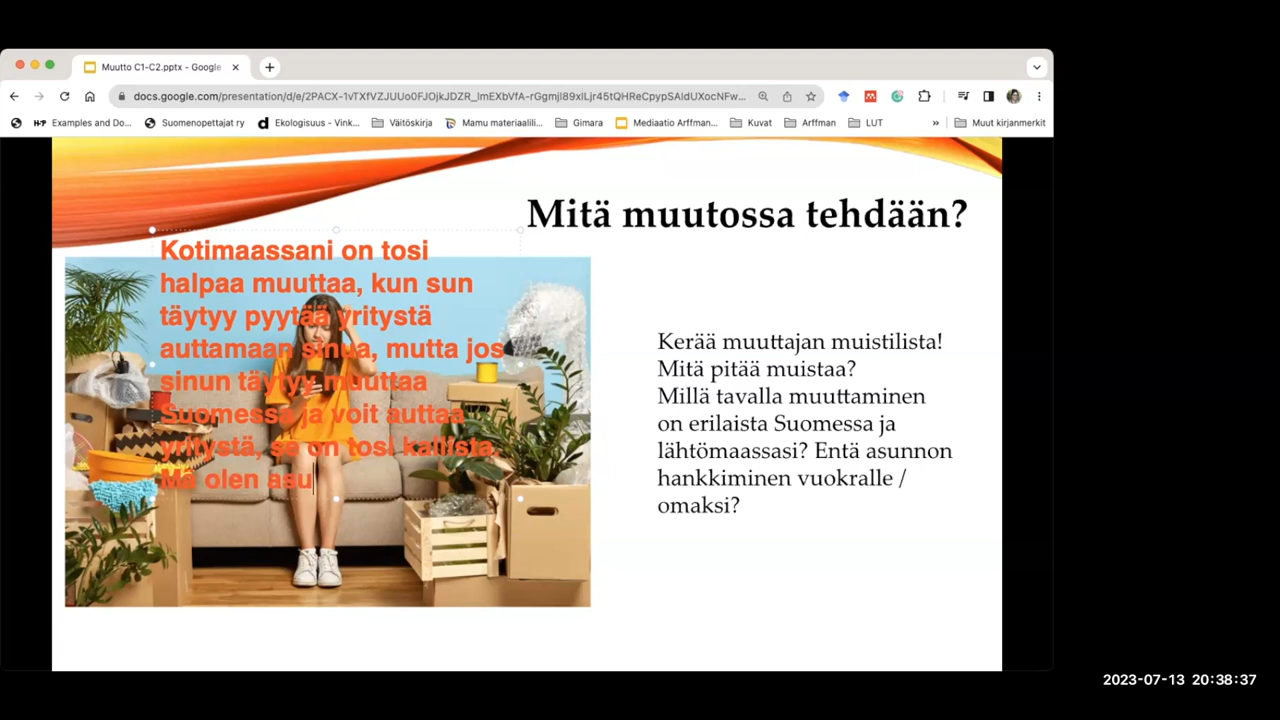 Muutto C1-C2.pptx - Google
docs.google.com/presentation/d/e/2PACX-1vTXfVZJUUo0FJOjkJDZR_ImEXbVfA-rGgmjI89xILjr45tQHReCpypSAldUXocNFw...
Examples and Do...
Suomenopettajat ry
Ekologisuus - Vink...
Väitöskirja
Mamu materiaalili...
Gimara
Mediaatio Arffman...
Kuvat
Arffman
LUT
»
Muut kirjanmerkit
Mitä muutossa tehdään?
Kotimaassani on tosi
halpaa muuttaa, kun sun
täytyy pyytää yritystä
auttamaan sinua, mutta jos
sinun täytyy muuttaa
Suomessa ja voit auttaa
yritystä, se on tosi kallista.
Mä olen asu
Kerää muuttajan muistilista!
Mitä pitää muistaa?
Millä tavalla muuttaminen
on erilaista Suomessa ja
lähtömaassasi? Entä asunnon
hankkiminen vuokralle /
omaksi?
2023-07-13 20:38:37